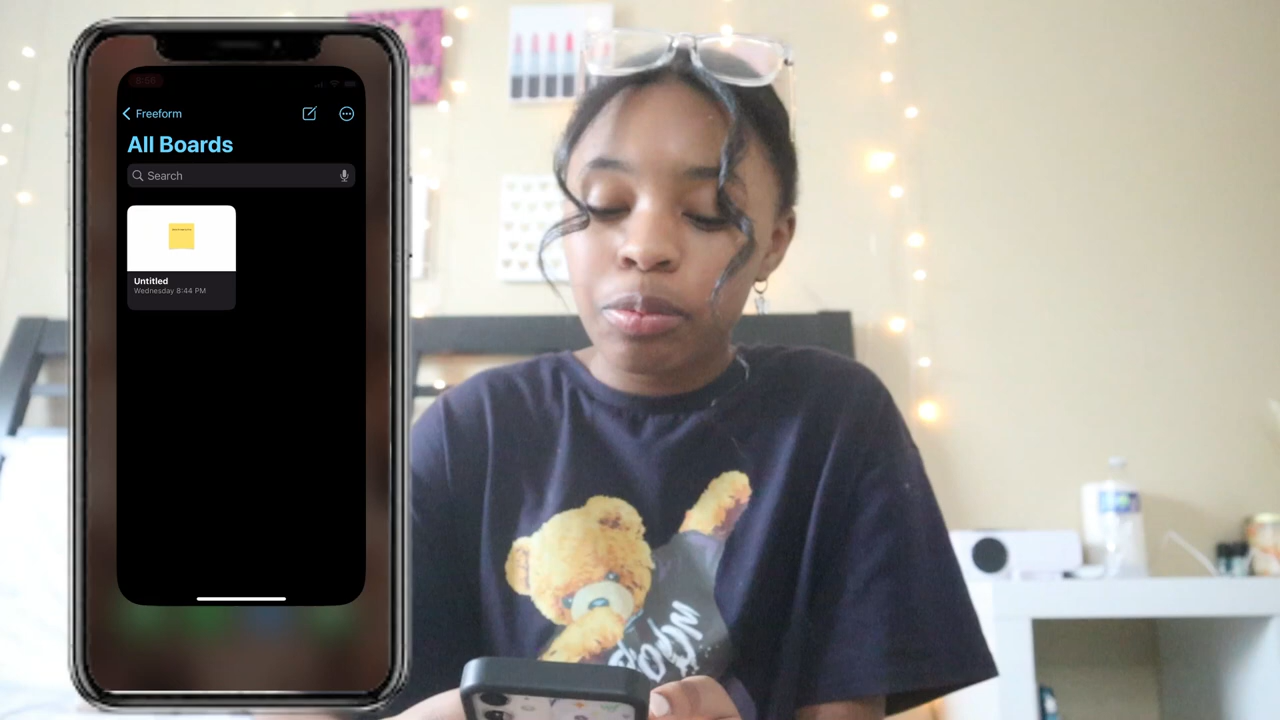 Freeform
All Boards
Search
Untitled
Wednesday 8:44 PM